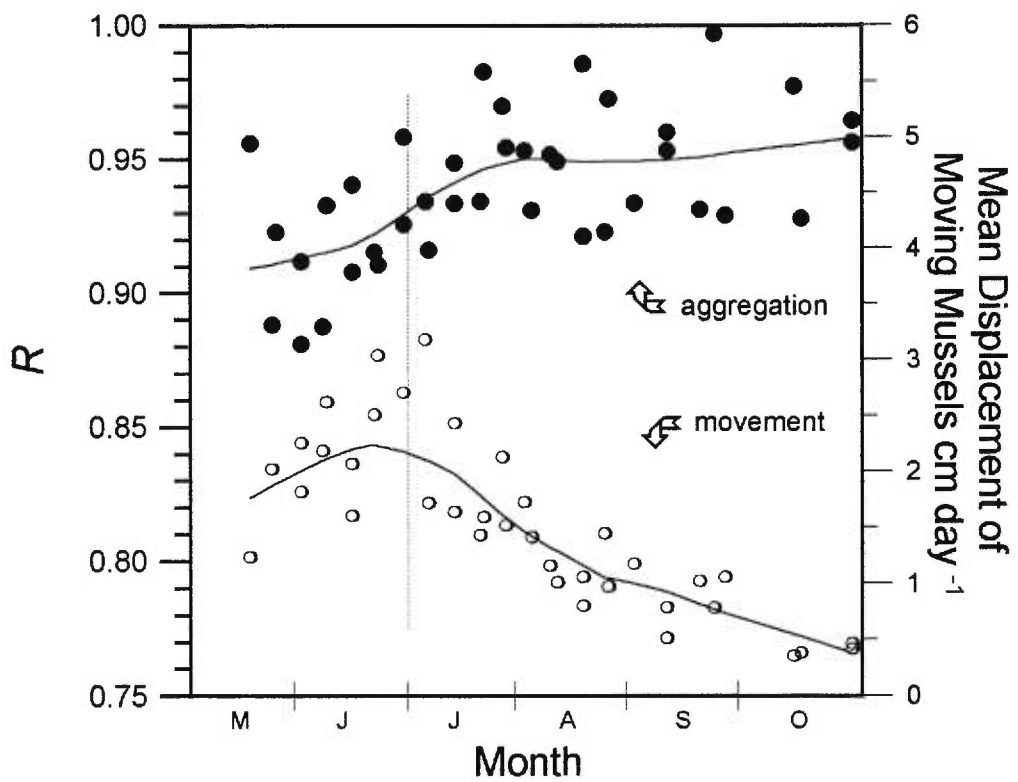 1.00
0.95
0.90
0.85
0.80
0.75
R
6
5
4
3
2
1
0
Mean Displacement of
Moving Mussels cm day -1
aggregation
movement
M J J A S O
Month